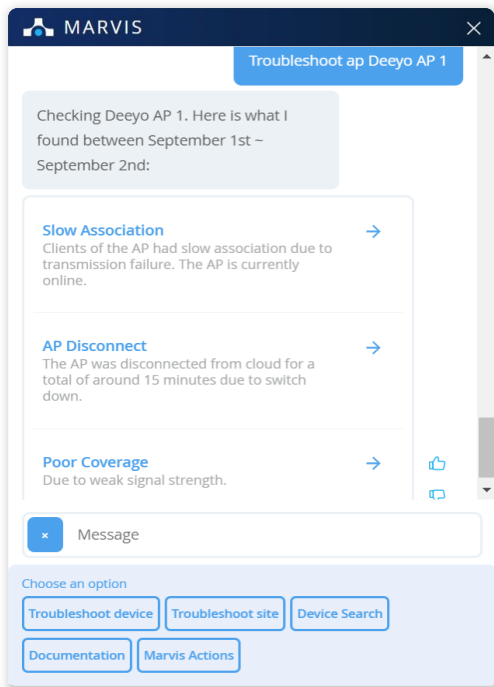 MARVIS
Troubleshoot ap Deeyo AP 1
Checking Deeyo AP 1. Here is what I
found between September 1st ~
September 2nd:
Slow Association
Clients of the AP had slow association due to
transmission failure. The AP is currently
online.
AP Disconnect
The AP was disconnected from cloud for a
total of around 15 minutes due to switch
down.
Poor Coverage
Due to weak signal strength.
Message
Choose an option
Troubleshoot device
Troubleshoot site
Device Search
Documentation
Marvis Actions